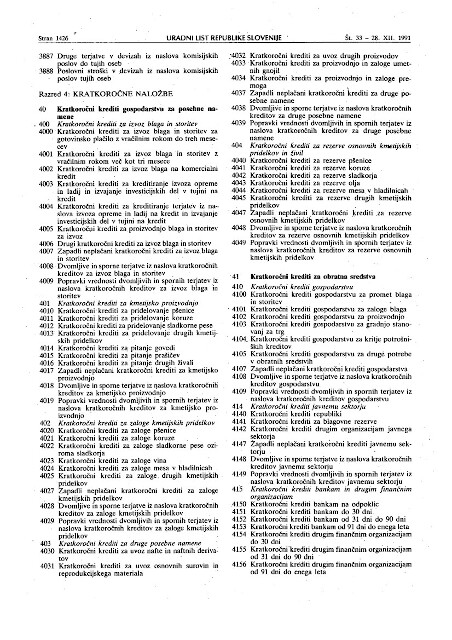 Stran 1426 URADNI LIST REPUBLIKE SLOVENIJE Št. 33 – 28. XII. 1991
3887 Druge terjatve v devizah iz naslova komisijskih
poslov do tujih oseb
3888 Poslovni stroški v devizah iz naslova komisijskih
poslov do tujih oseb
Razred 4: KRATKOROČNE NALOŽBE
40 Kratkoročni krediti gospodarstva za posebne na-
mene
400 Kratkoročni krediti za izvoz blaga in storitev
4000 Kratkoročni krediti za izvoz blaga in storitev za
gotovinsko plačilo z vračilnim rokom do treh mese-
cev
4001 Kratkoročni krediti za izvoz blaga in storitev z
vračilnim rokom več kot tri mesece
4002 Kratkoročni krediti za izvoz blaga na komercialni
kredit
4003 Kratkoročni krediti za kreditiranje izvoza opreme
in ladij in izvajanje investicijskih del v tujini na
kredit
4004 Kratkoročni krediti za kreditiranje terjatev iz na-
slova izvoza opreme in ladij na kredit in izvajanje
investicijskih del v tujini na kredit
4005 Kratkoročni krediti za proizvodnjo blaga in storitev
za izvoz
4006 Drugi kratkoročni krediti za izvoz blaga in storitev
4007 Zapadli neplačani kratkoročni krediti za izvoz blaga
in storitev
4008 Dvomljive in sporne terjatve iz naslova kratkoročnih
kreditov za izvoz blaga in storitev
4009 Popravki vrednosti dvomljivih in spornih terjatev iz
naslova kratkoročnih kreditov za izvoz blaga in
storitev
401 Kratkoročni krediti za kmetijsko proizvodnjo
4010 Kratkoročni krediti za pridelovanje pšenice
4011 Kratkoročni krediti za pridelovanje koruze
4012 Kratkoročni krediti za pridelovanje sladkorne pese
4013 Kratkoročni krediti za pridelovanje drugih kmetij-
skih pridelkov
4014 Kratkoročni krediti za pitanje govedi
4015 Kratkoročni krediti za pitanje prašičev
4016 Kratkoročni krediti za pitanje drugih živali
4017 Zapadli neplačani kratkoročni krediti za kmetijsko
proizvodnjo
4018 Dvomljive in sporne terjatve iz naslova kratkoročnih
kreditov za kmetijsko proizvodnjo
4019 Popravki vrednosti dvomljivih in spornih terjatev iz
naslova kratkoročnih kreditov za kmetijsko pro-
izvodnjo
402 Kratkoročni krediti za zaloge kmetijskih pridelkov
4020 Kratkoročni krediti za zaloge pšenice
4021 Kratkoročni krediti za zaloge koruze
4022 Kratkoročni krediti za zaloge sladkorne pese ozi-
roma sladkorja
4023 Kratkoročni krediti za zaloge vina
4024 Kratkoročni krediti za zaloge mesa v hladilnicah
4025 Kratkoročni krediti za zaloge drugih kmetijskih
pridelkov
4027 Zapadli neplačani kratkoročni krediti za zaloge
kmetijskih pridelkov
4028 Dvomljive in sporne terjatve iz naslova kratkoročnih
kreditov za zaloge kmetijskih pridelkov
4029 Popravki vrednosti dvomljivih in spornih terjatev iz
naslova kratkoročnih kreditov za zaloge kmetijskih
pridelkov
403 Kratkoročni krediti za druge posebne namene
4030 Kratkoročni krediti za uvoz nafte in naftnih deriva-
tov
4031 Kratkoročni krediti za uvoz osnovnih surovin in
reprodukcijskega materiala
4032 Kratkoročni krediti za uvoz drugih proizvodov
4033 Kratkoročni krediti za proizvodnjo in zaloge umet-
nih gnojil
4034 Kratkoročni krediti za proizvodnjo in zaloge pre-
moga
4037 Zapadli neplačani kratkoročni krediti za druge po-
sebne namene
4038 Dvomljive in sporne terjatve iz naslova kratkoročnih
kreditov za druge posebne namene
4039 Popravki vrednosti dvomljivih in spornih terjatev iz
naslova kratkoročnih kreditov za druge posebne
namene
404 Kratkoročni krediti za rezerve osnovnih kmetijskih
pridelkov in živil
4040 Kratkoročni krediti za rezerve pšenice
4041 Kratkoročni krediti za rezerve koruze
4042 Kratkoročni krediti za rezerve sladkorja
4043 Kratkoročni krediti za rezerve olja
4044 Kratkoročni krediti za rezerve mesa v hladilnicah
4045 Kratkoročni krediti za rezerve drugih kmetijskih
pridelkov
4047 Zapadli neplačani kratkoročni krediti za rezerve
osnovnih kmetijskih pridelkov
4048 Dvomljive in sporne terjatve iz naslova kratkoročnih
kreditov za rezerve osnovnih kmetijskih pridelkov
4049 Popravki vrednosti dvomljivih in spornih terjatev iz
naslova kratkoročnih kreditov za rezerve osnovnih
kmetijskih pridelkov
41 Kratkoročni krediti za obratna sredstva
410 Kratkoročni krediti gospodarstvu
4100 Kratkoročni krediti gospodarstvu za promet blaga
in storitev
4101 Kratkoročni krediti gospodarstvu za zaloge blaga
4102 Kratkoročni krediti gospodarstvu za proizvodnjo
4103 Kratkoročni krediti gospodarstvu za gradnjo stano-
vanj za trg
4104 Kratkoročni krediti gospodarstvu za kritje potrošni-
ških kreditov
4105 Kratkoročni krediti gospodarstvu za druge potrebe
v obratnih sredstvih
4107 Zapadli neplačani kratkoročni krediti gospodarstva
4108 Dvomljive in sporne terjatve iz naslova kratkoročnih
kreditov gospodarstvu
4109 Popravki vrednosti dvomljivih in spornih terjatev iz
naslova kratkoročnih kreditov gospodarstvu
414 Kratkoročni krediti javnemu sektorju
4140 Kratkoročni krediti republiki
4141 Kratkoročni krediti za blagovne rezerve
4142 Kratkoročni krediti drugim organizacijam javnega
sektorja
4147 Zapadli neplačani kratkoročni krediti javnemu sek-
torju
4148 Dvomljive in sporne terjatve iz naslova kratkoročnih
kreditov javnemu sektorju
4149 Popravki vrednosti dvomljivih in spornih terjatev iz
naslova kratkoročnih kreditov javnemu sektorju
415 Kratkoročni krediti bankam in drugim finančnim
organizacijam
4150 Kratkoročni krediti bankam na odpoklic
4151 Kratkoročni krediti bankam do 30 dni
4152 Kratkoročni krediti bankam od 31 dni do 90 dni
4153 Kratkoročni krediti bankam od 91 dni do enega leta
4154 Kratkoročni krediti drugim finančnim organizacijam
do 30 dni
4155 Kratkoročni krediti drugim finančnim organizacijam
od 31 dni do 90 dni
4156 Kratkoročni krediti drugim finančnim organizacijam
od 91 dni do enega leta